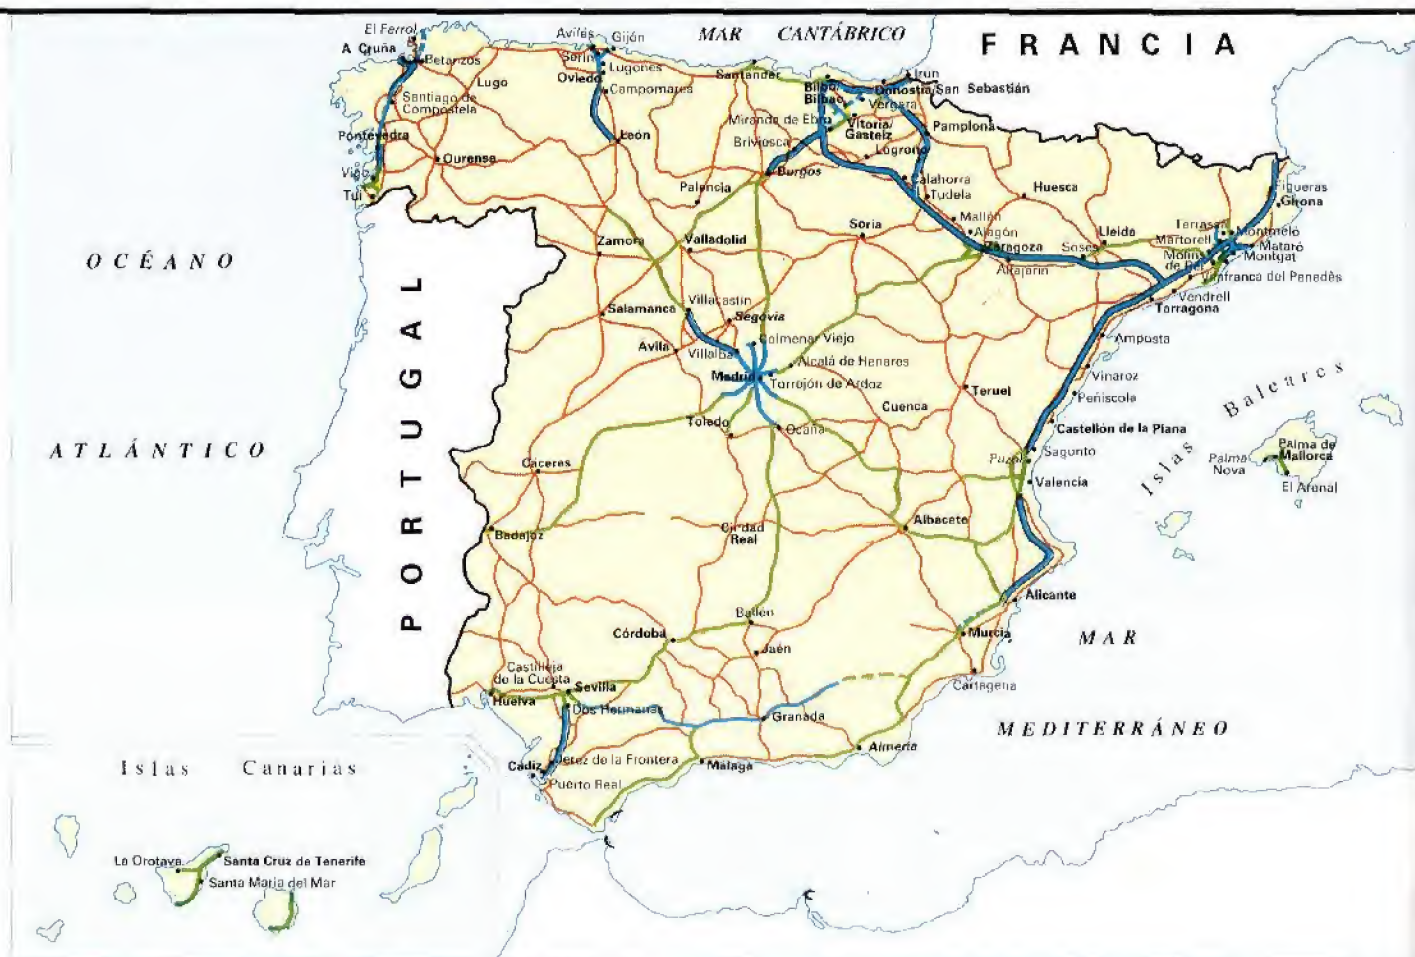 El Ferrol
A Cruña
Betanzos
Lugo
Santiago de
Compostela
Pontevedra
Ourense
Vigo
Tui
Avilés
Gijón
Serín
Lugones
Oviedo
Campomanes
León
MAR CANTÁBRICO
FRANCIA
Santander
Bilbo/
Bilbao
Irun
Donostia/San Sebastián
Vergara
Miranda de Ebro
Vitoria/
Gasteiz
Pamplona
Briviesca
Logroño
Burgos
Calahorra
Tudela
Palencia
Huesca
Figueras
Girona
Mallén
Alagón
Soria
Zaragoza
Lleida
Soses
Alfajarín
Terrasa
Montmeló
Martorell
Mataró
Molins
de Rei
Montgat
Vilafranca del Penedès
Vendrell
Tarragona
Zamora
Valladolid
OCÉANO
ATLÁNTICO
PORTUGAL
Villacastín
Salamanca
Segovia
Colmenar Viejo
Avila
Villalba
Alcalá de Henares
Madrid
Torrejón de Ardoz
Amposta
Vinaroz
Peñíscola
Teruel
Cuenca
Toledo
Ocaña
Castellón de la Plana
Sagunto
Puzol
Valencia
Islas Baleares
Palma de
Mallorca
Palma
Nova
El Arenal
Cáceres
Badajoz
Ciudad
Real
Albacete
Alicante
Bailén
Córdoba
Jaén
Murcia
MAR
MEDITERRÁNEO
Cartagena
Castilleja
de la Cuesta
Sevilla
Huelva
Dos Hermanas
Granada
Almería
Cádiz
Jerez de la Frontera
Málaga
Puerto Real
Islas Canarias
La Orotava
Santa Cruz de Tenerife
Santa María del Mar